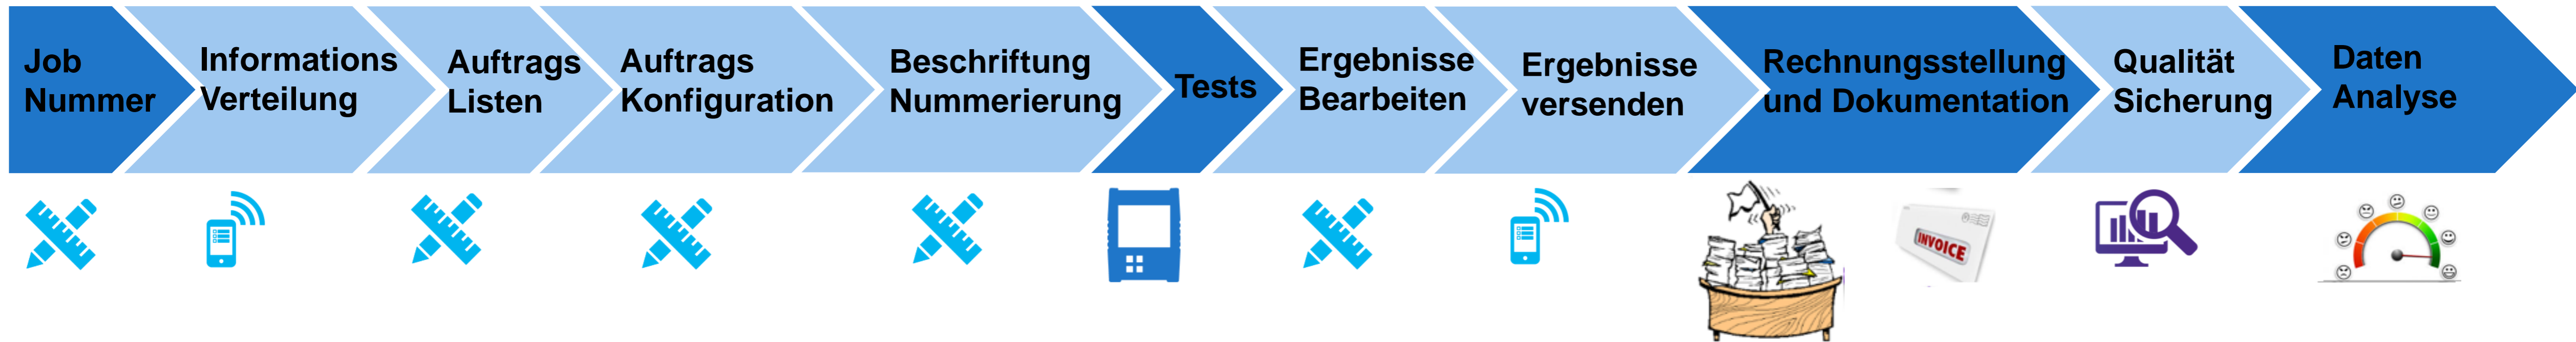 Job
Nummer
Informations
Verteilung
Auftrags
Listen
Auftrags
Konfiguration
Beschriftung
Nummerierung
Tests
Ergebnisse
Bearbeiten
Ergebnisse
versenden
Rechnungsstellung
und Dokumentation
Qualität
Sicherung
Daten
Analyse
INVOICE